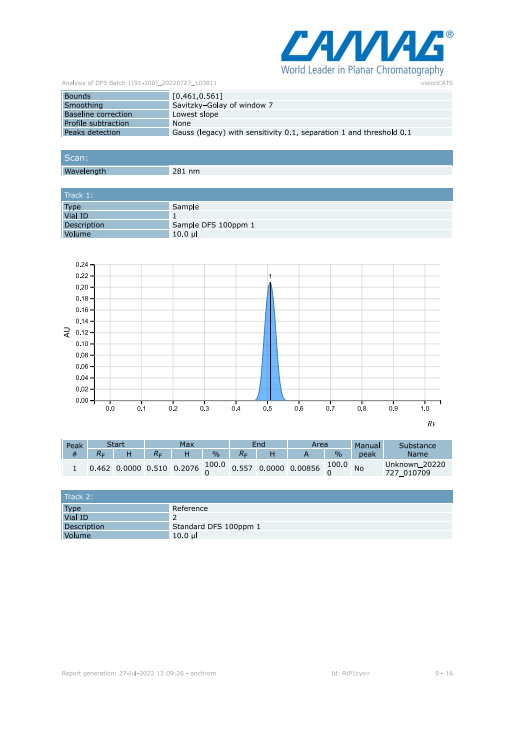 CAMAG®
World Leader in Planar Chromatography
Analysis of DFS Batch 1(91-100)_20220727_103811 visionCATS
Bounds [0.461,0.561]
Smoothing Savitzky–Golay of window 7
Baseline correction Lowest slope
Profile subtraction None
Peaks detection Gauss (legacy) with sensitivity 0.1, separation 1 and threshold 0.1
Scan:
Wavelength 281 nm
Track 1:
Type Sample
Vial ID 1
Description Sample DFS 100ppm 1
Volume 10.0 µl
0.24
0.22
0.20
0.18
0.16
0.14
0.12
0.10
0.08
0.06
0.04
0.02
0.00
AU
1
0.0 0.1 0.2 0.3 0.4 0.5 0.6 0.7 0.8 0.9 1.0
RF
Peak Start Max End Area Manual Substance
# RF H RF H % RF H A % peak Name
1 0.462 0.0000 0.510 0.2076 100.0 0.557 0.0000 0.00856 100.0 No Unknown_20220
0 0 727_010709
Track 2:
Type Reference
Vial ID 2
Description Standard DFS 100ppm 1
Volume 10.0 µl
Report generation: 27-Jul-2022 13:09:26 - anchrom Id: 9 - 16